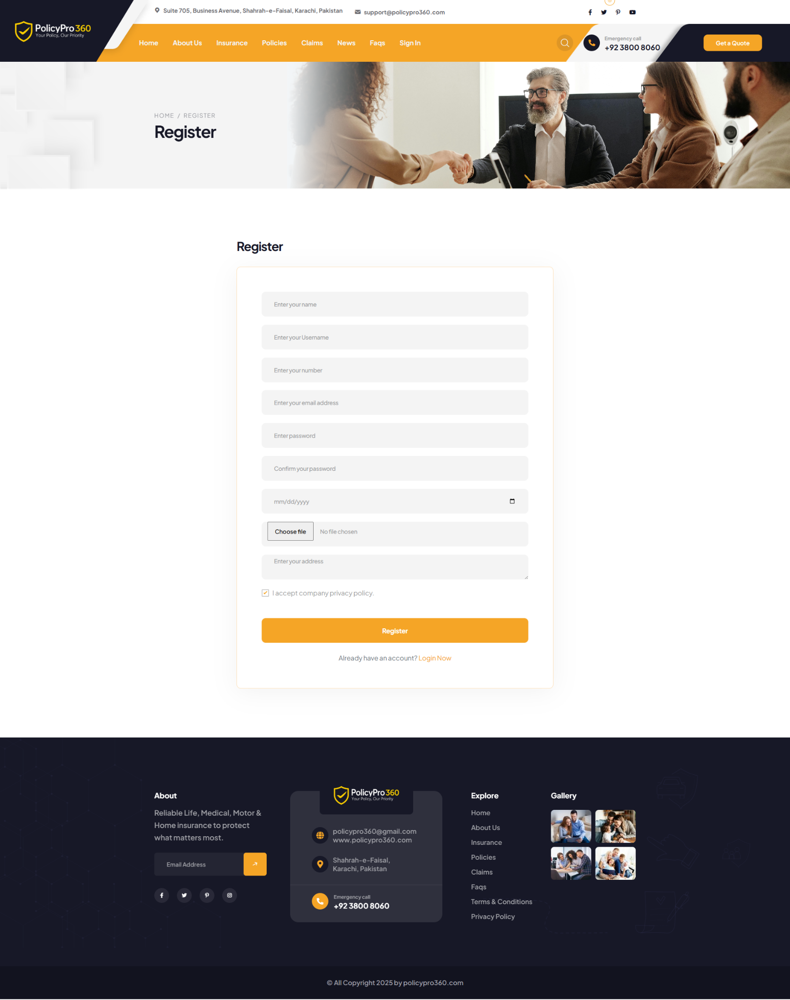 PolicyPro 360
Your Policy, Our Priority
Suite 705, Business Avenue, Shahrah-e-Faisal, Karachi, Pakistan
support@policypro360.com
Home
About Us
Insurance
Policies
Claims
News
Faqs
Sign In
Emergency call
+92 3800 8060
Get a Quote
HOME / REGISTER
Register
Register
Enter your name
Enter your Username
Enter your number
Enter your email address
Enter password
Confirm your password
mm/dd/yyyy
Choose file No file chosen
Enter your address
I accept company privacy policy.
Register
Already have an account? Login Now
About
Reliable Life, Medical, Motor &
Home insurance to protect
what matters most.
Email Address
PolicyPro 360
Your Policy, Our Priority
policypro360@gmail.com
www.policypro360.com
Shahrah-e-Faisal,
Karachi, Pakistan
Emergency call
+92 3800 8060
Explore
Home
About Us
Insurance
Policies
Claims
Faqs
Terms & Conditions
Privacy Policy
Gallery
© All Copyright 2025 by policypro360.com